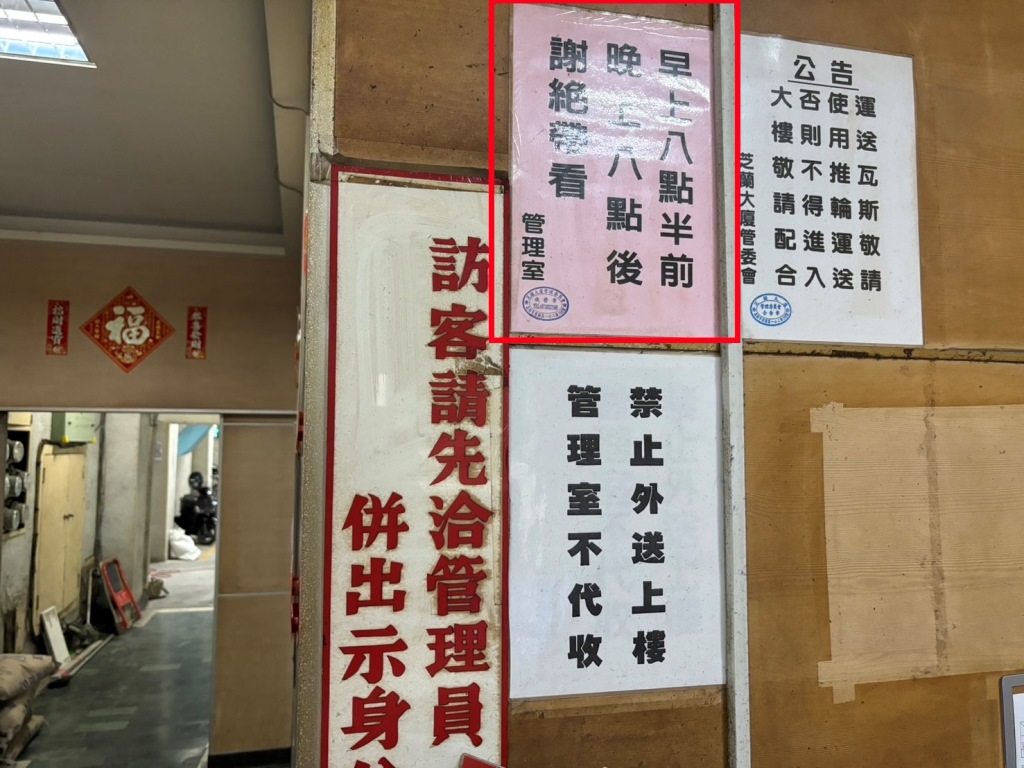 早上八點半前
晚上八點後
謝絕帶看
管理室
公告
運送瓦斯敬請
使用推輪運送
否則不得進入
大樓敬請配合
芝蘭大廈管委會
訪客請先洽管理員
併出示身
禁止外送上樓
管理室不代收
福